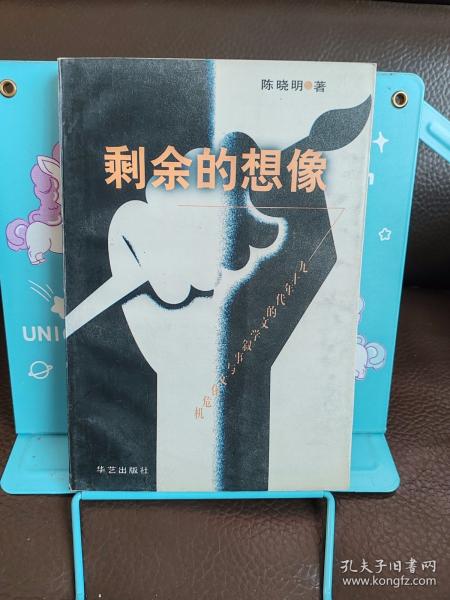 陈晓明●著
剩余的想像
九十年代的文学叙事与文化危机
华艺出版社
UNI
孔夫子旧书网
www.kongfz.com